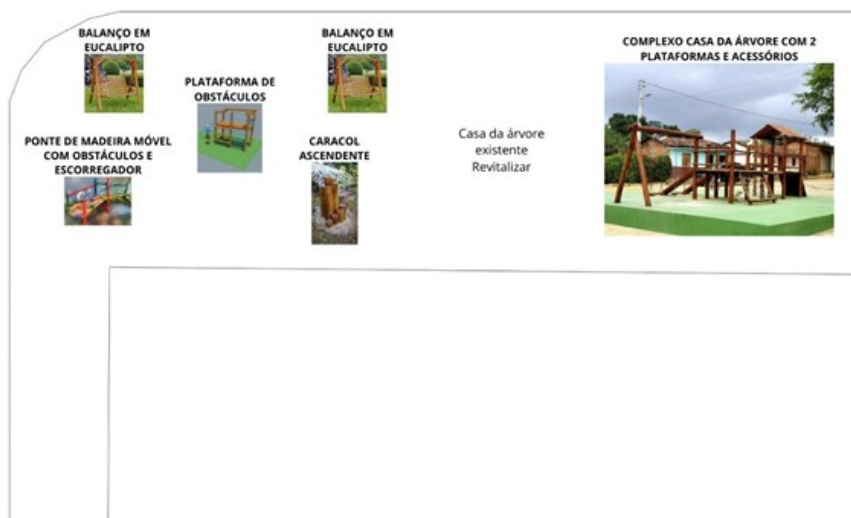 BALANÇO EM
EUCALIPTO
BALANÇO EM
EUCALIPTO
COMPLEXO CASA DA ÁRVORE COM 2
PLATAFORMAS E ACESSÓRIOS
PLATAFORMA DE
OBSTÁCULOS
PONTE DE MADEIRA MÓVEL
COM OBSTÁCULOS E
ESCORREGADOR
CARACOL
ASCENDENTE
Casa da árvore
existente
Revitalizar